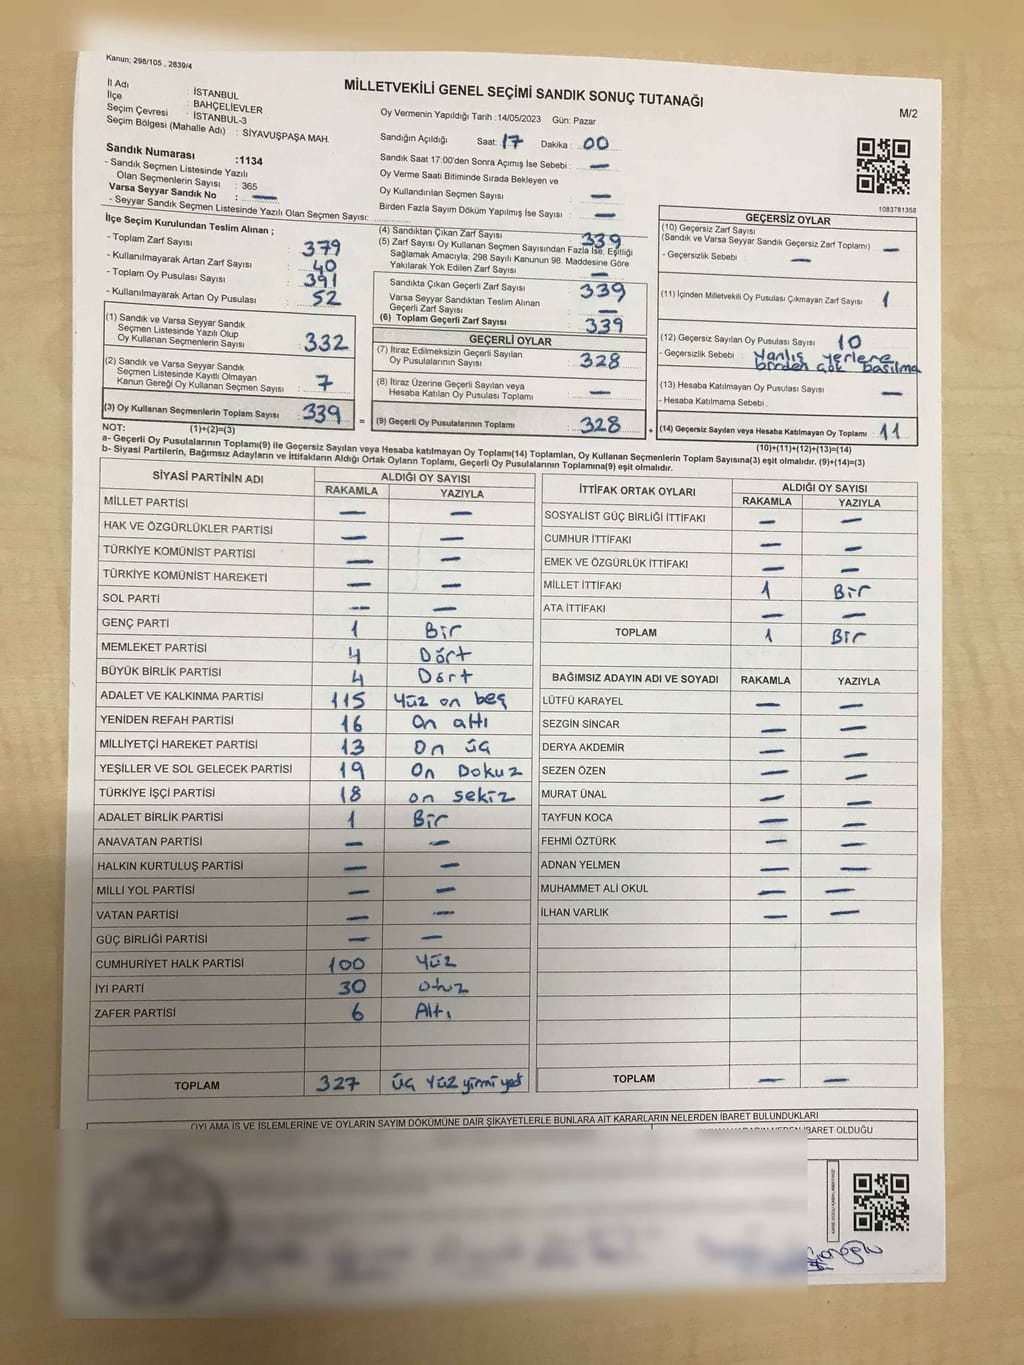 Kanun; 298/105 , 2839/4
MİLLETVEKİLİ GENEL SEÇİMİ SANDIK SONUÇ TUTANAĞI
M/2
İl Adı : İSTANBUL
İlçe : BAHÇELİEVLER
Seçim Çevresi : İSTANBUL-3
Seçim Bölgesi (Mahalle Adı) : SİYAVUŞPAŞA MAH.
Oy Vermenin Yapıldığı Tarih : 14/05/2023 Gün: Pazar
Sandığın Açıldığı Saat: 17 Dakika : 00
Sandık Saat 17:00'den Sonra Açımış İse Sebebi : —
Oy Verme Saati Bitiminde Sırada Bekleyen ve
Oy Kullandırılan Seçmen Sayısı : —
Birden Fazla Sayım Döküm Yapılmış İse Sayısı : —
1083781358
Sandık Numarası :1134
- Sandık Seçmen Listesinde Yazılı
Olan Seçmenlerin Sayısı : 365
Varsa Seyyar Sandık No : —
- Seyyar Sandık Seçmen Listesinde Yazılı Olan Seçmen Sayısı:
İlçe Seçim Kurulundan Teslim Alınan ;
- Toplam Zarf Sayısı : 379
- Kullanılmayarak Artan Zarf Sayısı : 40
- Toplam Oy Pusulası Sayısı : 391
- Kullanılmayarak Artan Oy Pusulası : 52
(1) Sandık ve Varsa Seyyar Sandık
Seçmen Listesinde Yazılı Olup
Oy Kullanan Seçmenlerin Sayısı : 332
(2) Sandık ve Varsa Seyyar Sandık
Seçmen Listesinde Kayıtlı Olmayan
Kanun Gereği Oy Kullanan Seçmen Sayısı : 7
(3) Oy Kullanan Seçmenlerin Toplam Sayısı : 339
(4) Sandıktan Çıkan Zarf Sayısı : 339
(5) Zarf Sayısı Oy Kullanan Seçmen Sayısından Fazla İse, Eşitliği
Sağlamak Amacıyla; 298 Sayılı Kanunun 98. Maddesine Göre
Yakılarak Yok Edilen Zarf Sayısı : —
Sandıkta Çıkan Geçerli Zarf Sayısı : 339
Varsa Seyyar Sandıktan Teslim Alınan
Geçerli Zarf Sayısı : —
(6) Toplam Geçerli Zarf Sayısı : 339
GEÇERLİ OYLAR
(7) İtiraz Edilmeksizin Geçerli Sayılan
Oy Pusulalarının Sayısı : 328
(8) İtiraz Üzerine Geçerli Sayılan veya
Hesaba Katılan Oy Pusulası Toplamı : —
= (9) Geçerli Oy Pusulalarının Toplamı : 328
GEÇERSİZ OYLAR
(10) Geçersiz Zarf Sayısı
(Sandık ve Varsa Seyyar Sandık Geçersiz Zarf Toplamı) —
- Geçersizlik Sebebi : —
(11) İçinden Milletvekili Oy Pusulası Çıkmayan Zarf Sayısı : 1
(12) Geçersiz Sayılan Oy Pusulası Sayısı : 10
- Geçersizlik Sebebi : Yanlış yerlere
birden çok basılma
(13) Hesaba Katılmayan Oy Pusulası Sayısı : —
- Hesaba Katılmama Sebebi :
+ (14) Geçersiz Sayılan veya Hesaba Katılmayan Oy Toplamı : 11
NOT: (1)+(2)=(3) (10)+(11)+(12)+(13)=(14)
a- Geçerli Oy Pusulalarının Toplamı(9) ile Geçersiz Sayılan veya Hesaba Katılmayan Oy Toplamı(14) Toplamları, Oy Kullanan Seçmenlerin Toplam Sayısına(3) eşit olmalıdır. (9)+(14)=(3)
b- Siyasi Partilerin, Bağımsız Adayların ve İttifakların Aldığı Ortak Oyların Toplamı, Geçerli Oy Pusulalarının Toplamına(9) eşit olmalıdır.
SİYASİ PARTİNİN ADI ALDIĞI OY SAYISI
RAKAMLA YAZIYLA
MİLLET PARTİSİ — —
HAK VE ÖZGÜRLÜKLER PARTİSİ — —
TÜRKİYE KOMÜNİST PARTİSİ — —
TÜRKİYE KOMÜNİST HAREKETİ — —
SOL PARTİ — —
GENÇ PARTİ 1 Bir
MEMLEKET PARTİSİ 4 Dört
BÜYÜK BİRLİK PARTİSİ 4 Dört
ADALET VE KALKINMA PARTİSİ 115 Yüz on beş
YENİDEN REFAH PARTİSİ 16 On altı
MİLLİYETÇİ HAREKET PARTİSİ 13 On üç
YEŞİLLER VE SOL GELECEK PARTİSİ 19 On Dokuz
TÜRKİYE İŞÇİ PARTİSİ 18 on sekiz
ADALET BİRLİK PARTİSİ 1 Bir
ANAVATAN PARTİSİ — —
HALKIN KURTULUŞ PARTİSİ — —
MİLLİ YOL PARTİSİ — —
VATAN PARTİSİ — —
GÜÇ BİRLİĞİ PARTİSİ — —
CUMHURİYET HALK PARTİSİ 100 Yüz
İYİ PARTİ 30 otuz
ZAFER PARTİSİ 6 Altı
TOPLAM 327 üç yüz yirmi yedi
İTTİFAK ORTAK OYLARI ALDIĞI OY SAYISI
RAKAMLA YAZIYLA
SOSYALİST GÜÇ BİRLİĞİ İTTİFAKI — —
CUMHUR İTTİFAKI — —
EMEK VE ÖZGÜRLÜK İTTİFAKI — —
MİLLET İTTİFAKI 1 Bir
ATA İTTİFAKI — —
TOPLAM 1 Bir
BAĞIMSIZ ADAYIN ADI VE SOYADI RAKAMLA YAZIYLA
LÜTFÜ KARAYEL — —
SEZGİN SİNCAR — —
DERYA AKDEMİR — —
SEZEN ÖZEN — —
MURAT ÜNAL — —
TAYFUN KOCA — —
FEHMİ ÖZTÜRK — —
ADNAN YELMEN — —
MUHAMMET ALİ OKUL — —
İLHAN VARLIK — —
TOPLAM — —
OYLAMA İŞ VE İŞLEMLERİNE VE OYLARIN SAYIM DÖKÜMÜNE DAİR ŞİKAYETLERLE BUNLARA AİT KARARLARIN NELERDEN İBARET BULUNDUKLARI
İBARET OLDUĞU